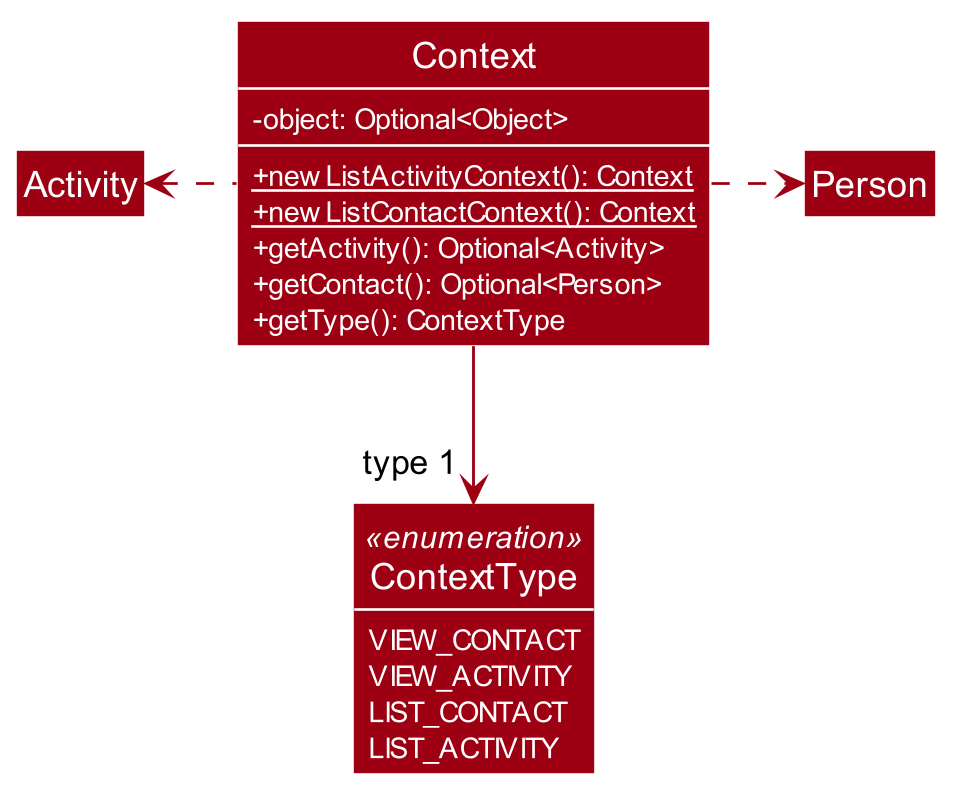 Context
-object: Optional<Object>
+new ListActivityContext(): Context
+new ListContactContext(): Context
+getActivity(): Optional<Activity>
+getContact(): Optional<Person>
+getType(): ContextType
Activity
Person
type 1
«enumeration»
ContextType
VIEW_CONTACT
VIEW_ACTIVITY
LIST_CONTACT
LIST_ACTIVITY